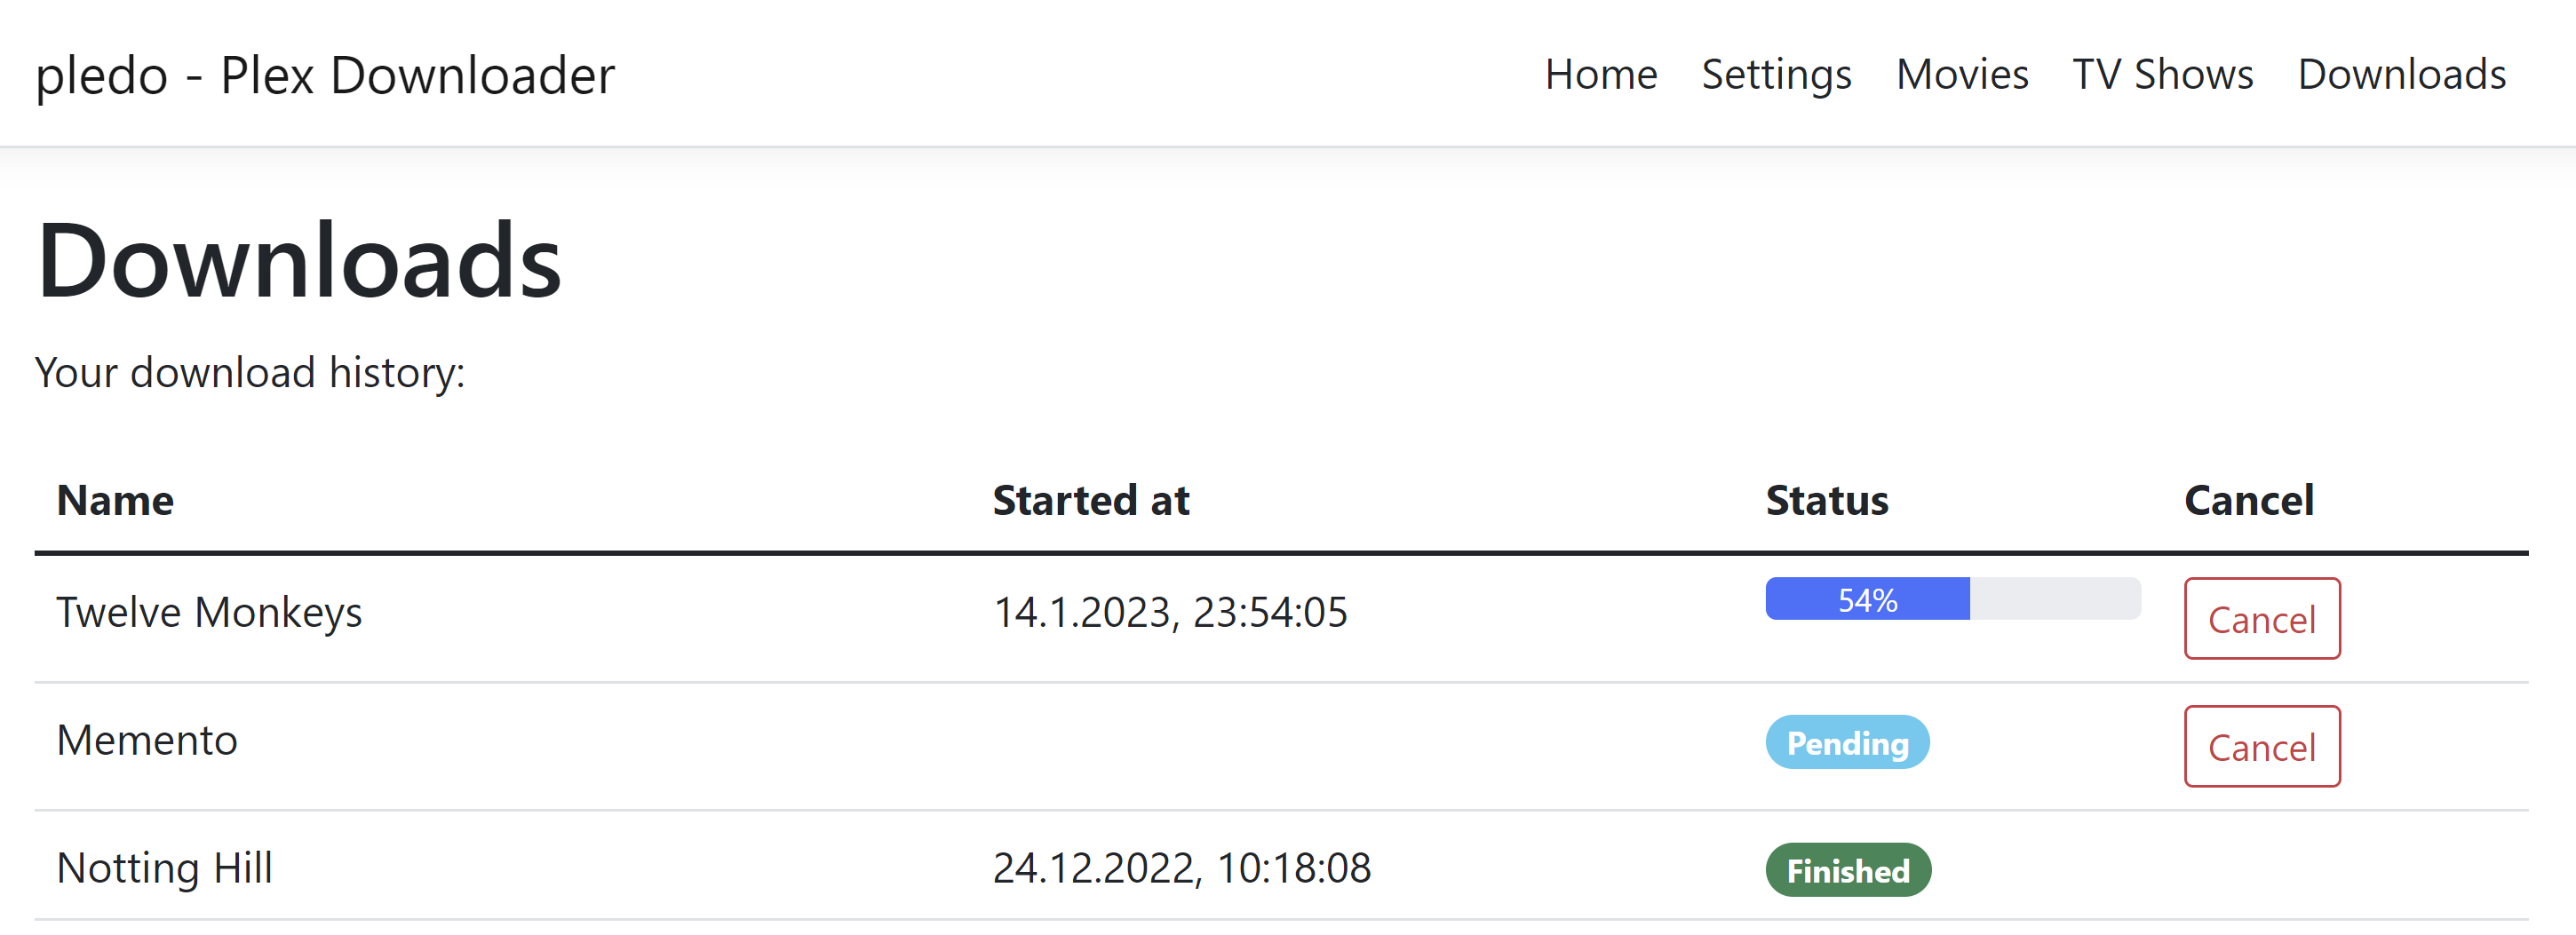 pledo - Plex Downloader Home Settings Movies TV Shows Downloads
Downloads
Your download history:
Name Started at Status Cancel
Twelve Monkeys 14.1.2023, 23:54:05 54% Cancel
Memento Pending Cancel
Notting Hill 24.12.2022, 10:18:08 Finished